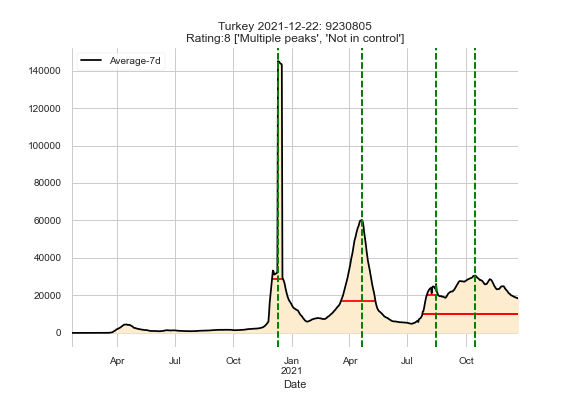 Turkey 2021-12-22: 9230805
Rating:8 ['Multiple peaks', 'Not in control']
Average-7d
140000
120000
100000
80000
60000
40000
20000
0
Apr Jul Oct Jan Apr Jul Oct
2021
Date